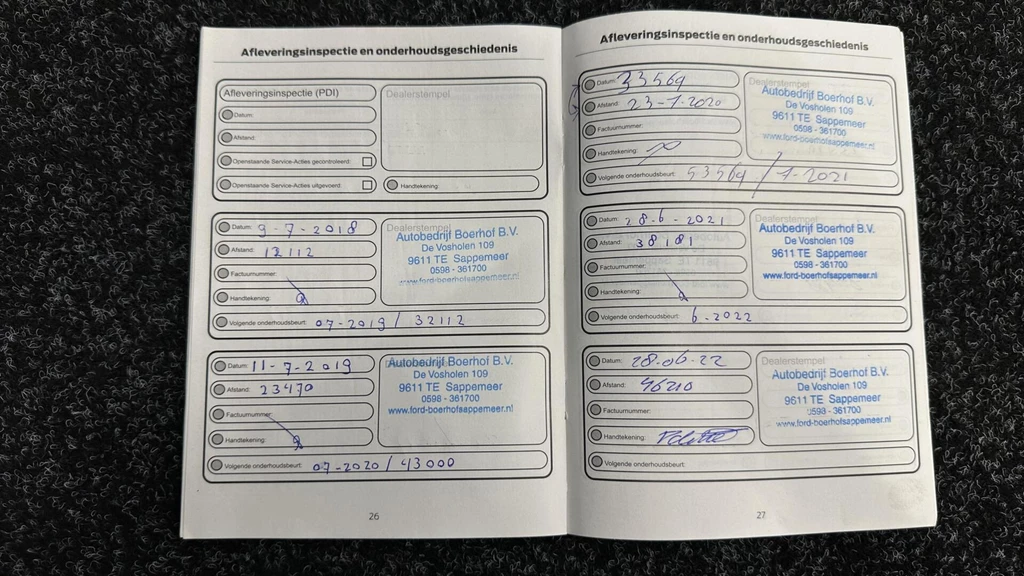 Afleveringsinspectie en onderhoudsgeschiedenis
Afleveringsinspectie (PDI)
Dealerstempel
Datum:
Afstand:
Openstaande Service-Acties gecontroleerd:
Openstaande Service-Acties uitgevoerd:
Handtekening:
Datum: 9-7-2018
Afstand: 12112
Factuurnummer:
Handtekening:
Volgende onderhoudsbeurt: 07-2019 / 32112
Dealerstempel
Autobedrijf Boerhof B.V.
De Vosholen 109
9611 TE Sappemeer
0598 - 361700
www.ford-boerhofsappemeer.nl
Datum: 11-7-2019
Afstand: 23470
Factuurnummer:
Handtekening:
Volgende onderhoudsbeurt: 07-2020 / 43000
Autobedrijf Boerhof B.V.
De Vosholen 109
9611 TE Sappemeer
0598 - 361700
www.ford-boerhofsappemeer.nl
26
Afleveringsinspectie en onderhoudsgeschiedenis
Datum: 33569
Afstand: 23-7-2020
Factuurnummer:
Handtekening:
Volgende onderhoudsbeurt: 53569 / 7-2021
Dealerstempel
Autobedrijf Boerhof B.V.
De Vosholen 109
9611 TE Sappemeer
0598 - 361700
www.ford-boerhofsappemeer.nl
Datum: 28-6-2021
Afstand: 38181
Factuurnummer:
Handtekening:
Volgende onderhoudsbeurt: 6-2022
Dealerstempel
Autobedrijf Boerhof B.V.
De Vosholen 109
9611 TE Sappemeer
0598 - 361700
www.ford-boerhofsappemeer.nl
Datum: 28-06-22
Afstand: 46210
Factuurnummer:
Handtekening:
Volgende onderhoudsbeurt:
Dealerstempel
Autobedrijf Boerhof B.V.
De Vosholen 109
9611 TE Sappemeer
0598 - 361700
www.ford-boerhofsappemeer.nl
27